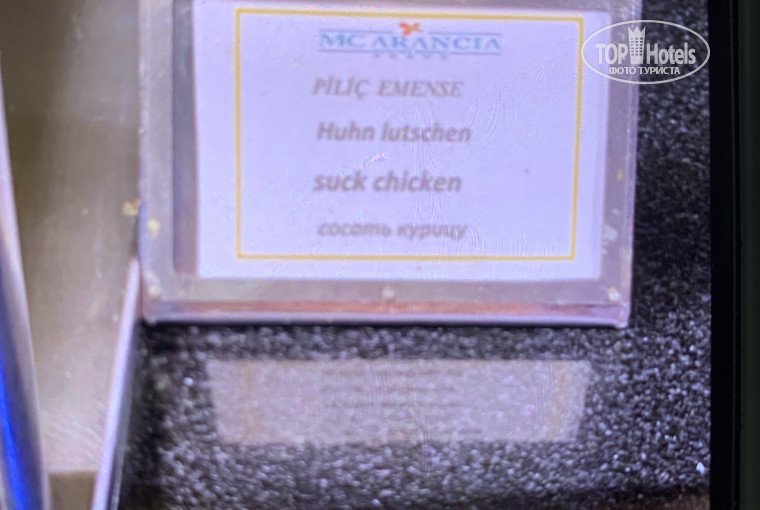 MC ARANCIA
PİLİÇ EMENSE
Huhn lutschen
suck chicken
сосать курицу
TOP Hotels
ФОТО ТУРИСТА